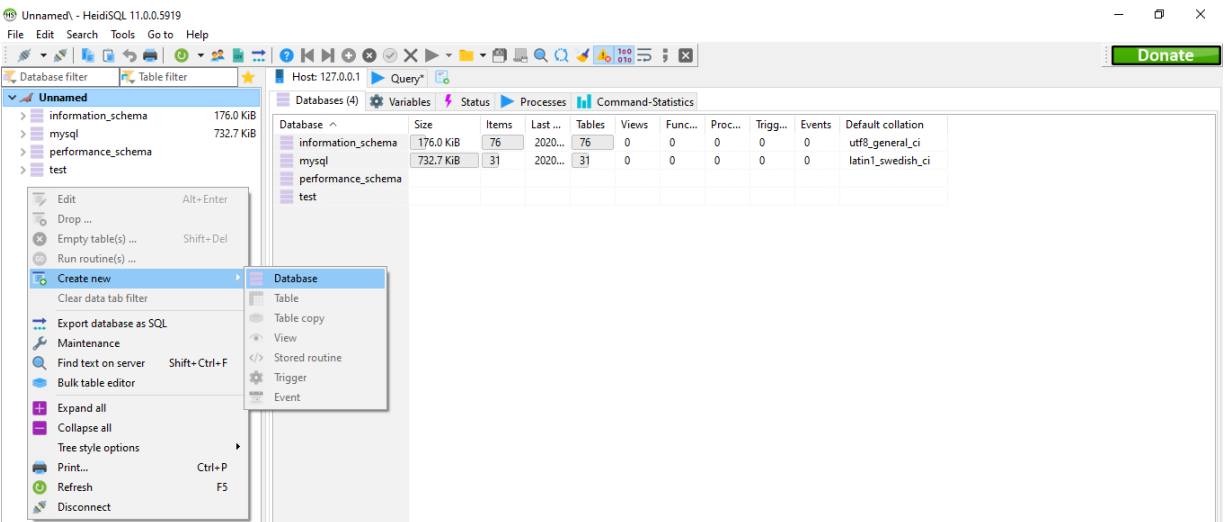 Unnamed\ - HeidiSQL 11.0.0.5919
File Edit Search Tools Go to Help
Donate
Database filter Table filter Host: 127.0.0.1 Query*
Unnamed
information_schema 176.0 KiB
mysql 732.7 KiB
performance_schema
test
Databases (4) Variables Status Processes Command-Statistics
Database Size Items Last ... Tables Views Func... Proc... Trigg... Events Default collation
information_schema 176.0 KiB 76 2020... 76 0 0 0 0 0 utf8_general_ci
mysql 732.7 KiB 31 2020... 31 0 0 0 0 0 latin1_swedish_ci
performance_schema
test
Edit Alt+Enter
Drop ...
Empty table(s) ... Shift+Del
Run routine(s) ...
Create new
Clear data tab filter
Export database as SQL
Maintenance
Find text on server Shift+Ctrl+F
Bulk table editor
Expand all
Collapse all
Tree style options
Print... Ctrl+P
Refresh F5
Disconnect
Database
Table
Table copy
View
Stored routine
Trigger
Event